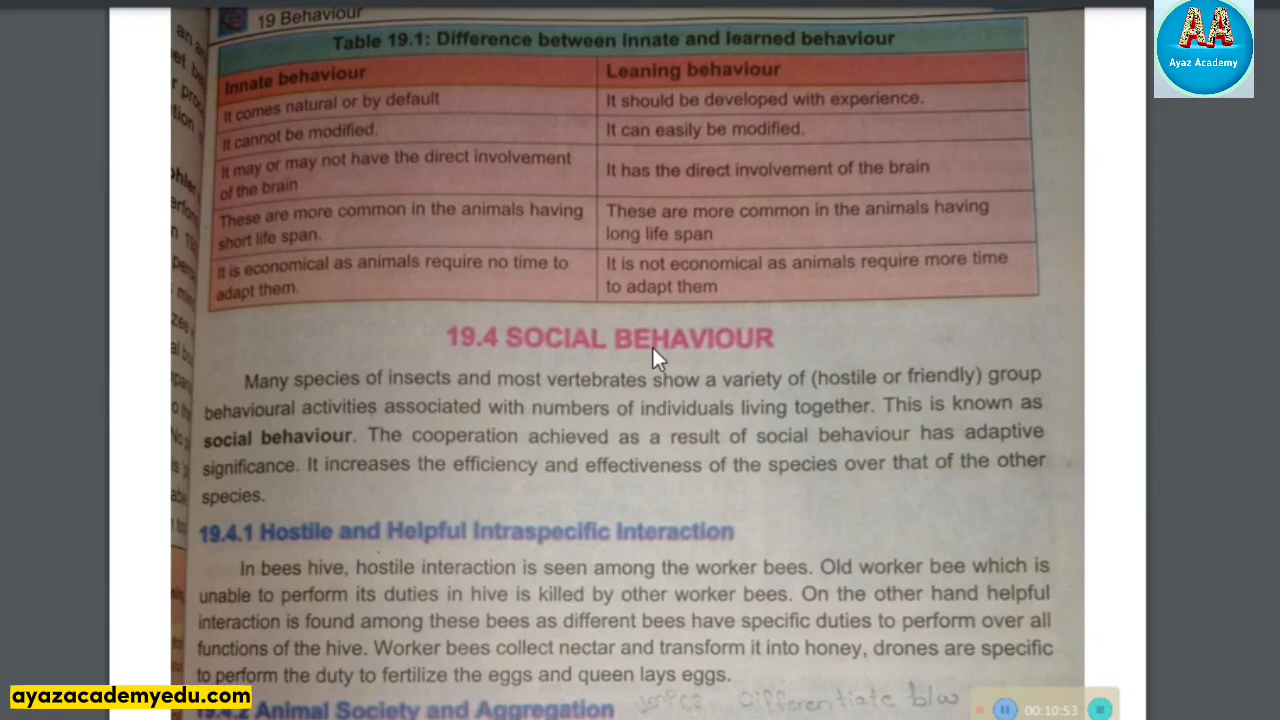 19 Behaviour
AA
Ayaz Academy
Table 19.1: Difference between innate and learned behaviour
Innate behaviour
Leaning behaviour
It comes natural or by default
It should be developed with experience.
It cannot be modified.
It can easily be modified.
It may or may not have the direct involvement
of the brain
It has the direct involvement of the brain
These are more common in the animals having
short life span.
These are more common in the animals having
long life span
It is economical as animals require no time to
adapt them.
It is not economical as animals require more time
to adapt them
19.4 SOCIAL BEHAVIOUR
Many species of insects and most vertebrates show a variety of (hostile or friendly) group
behavioural activities associated with numbers of individuals living together. This is known as
social behaviour. The cooperation achieved as a result of social behaviour has adaptive
significance. It increases the efficiency and effectiveness of the species over that of the other
species.
19.4.1 Hostile and Helpful Intraspecific Interaction
In bees hive, hostile interaction is seen among the worker bees. Old worker bee which is
unable to perform its duties in hive is killed by other worker bees. On the other hand helpful
interaction is found among these bees as different bees have specific duties to perform over all
functions of the hive. Worker bees collect nectar and transform it into honey, drones are specific
to perform the duty to fertilize the eggs and queen lays eggs.
19.4.2 Animal Society and Aggregation
Differentiate b/w
ayazacademyedu.com
00:10:53